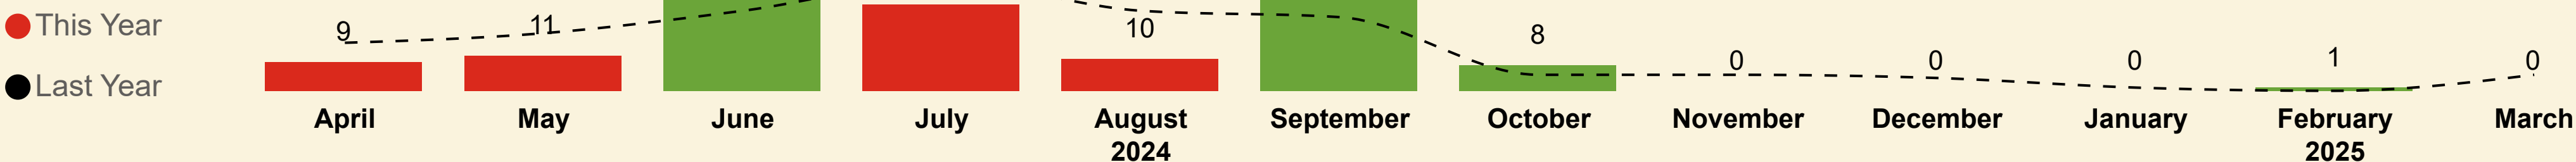 This Year
Last Year
9 11 10 8 0 0 0 1 0
April May June July August September October November December January February March
2024 2025